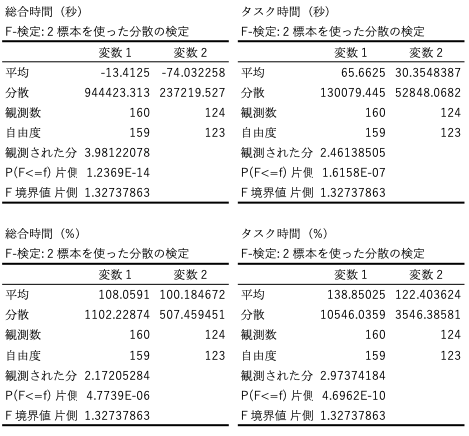 総合時間（秒）
F-検定: 2 標本を使った分散の検定
変数 1 変数 2
平均 -13.4125 -74.032258
分散 944423.313 237219.527
観測数 160 124
自由度 159 123
観測された分 3.98122078
P(F<=f) 片側 1.2369E-14
F 境界値 片側 1.32737863
タスク時間（秒）
F-検定: 2 標本を使った分散の検定
変数 1 変数 2
平均 65.6625 30.3548387
分散 130079.445 52848.0682
観測数 160 124
自由度 159 123
観測された分 2.46138505
P(F<=f) 片側 1.6158E-07
F 境界値 片側 1.32737863
総合時間（%）
F-検定: 2 標本を使った分散の検定
変数 1 変数 2
平均 108.0591 100.184672
分散 1102.22874 507.459451
観測数 160 124
自由度 159 123
観測された分 2.17205284
P(F<=f) 片側 4.7739E-06
F 境界値 片側 1.32737863
タスク時間（%）
F-検定: 2 標本を使った分散の検定
変数 1 変数 2
平均 138.85025 122.403624
分散 10546.0359 3546.38581
観測数 160 124
自由度 159 123
観測された分 2.97374184
P(F<=f) 片側 4.6962E-10
F 境界値 片側 1.32737863